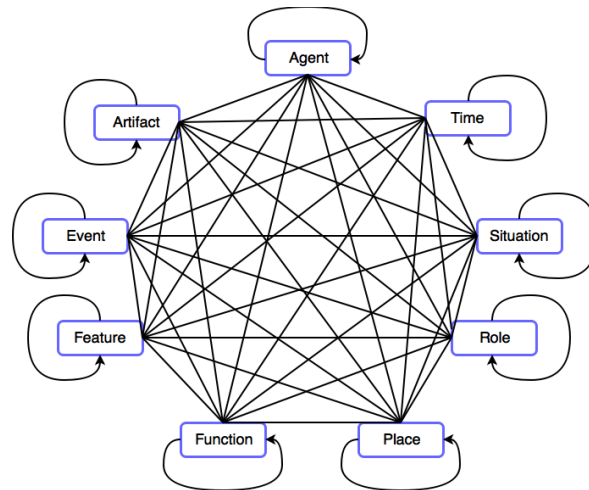 Agent
Artifact
Time
Event
Situation
Feature
Role
Function
Place